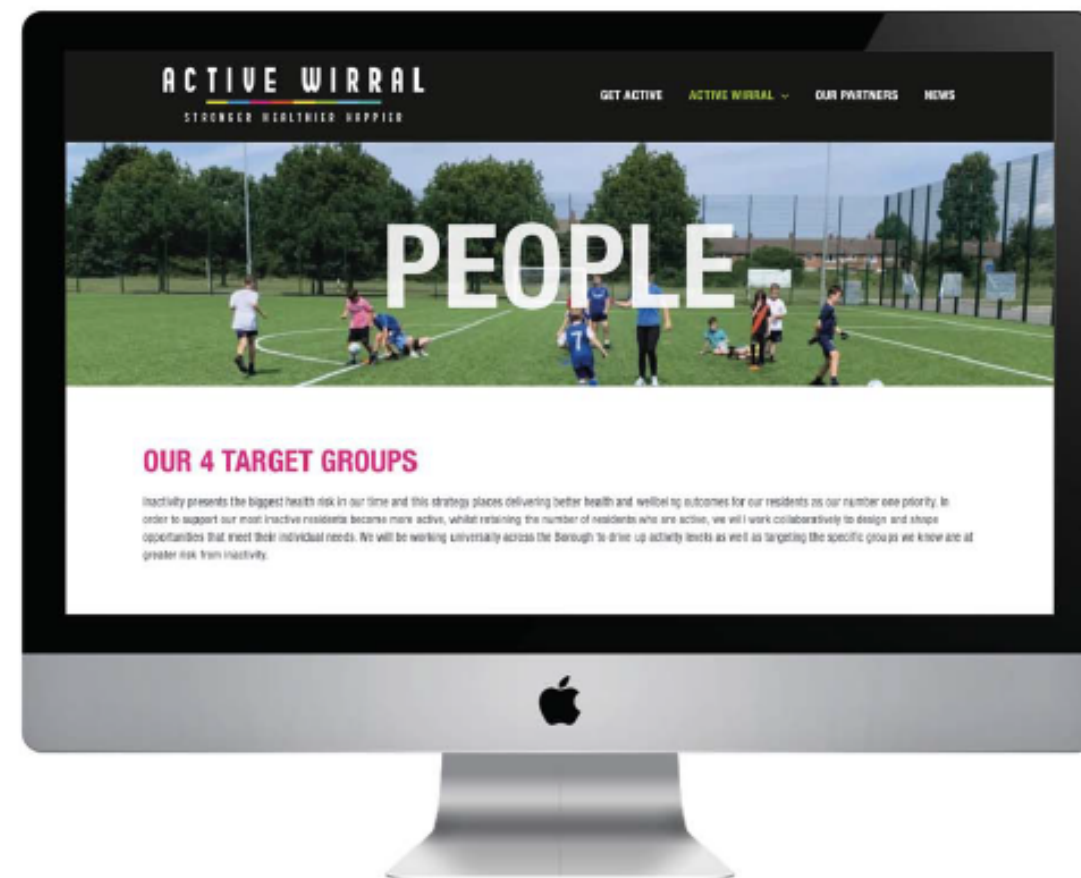 ACTIVE WIRRAL
STRONGER HEALTHIER HAPPIER
GET ACTIVE ACTIVE WIRRAL OUR PARTNERS NEWS
PEOPLE
7
OUR 4 TARGET GROUPS
Inactivity presents the biggest health risk in our time and this strategy places delivering better health and wellbeing outcomes for our residents as our number one priority. In
order to support our most inactive residents become more active, whilst retaining the number of residents who are active, we will work collaboratively to design and shape
opportunities that meet their individual needs. We will be working universally across the Borough to drive up activity levels as well as targeting the specific groups we know are at
greater risk from inactivity.